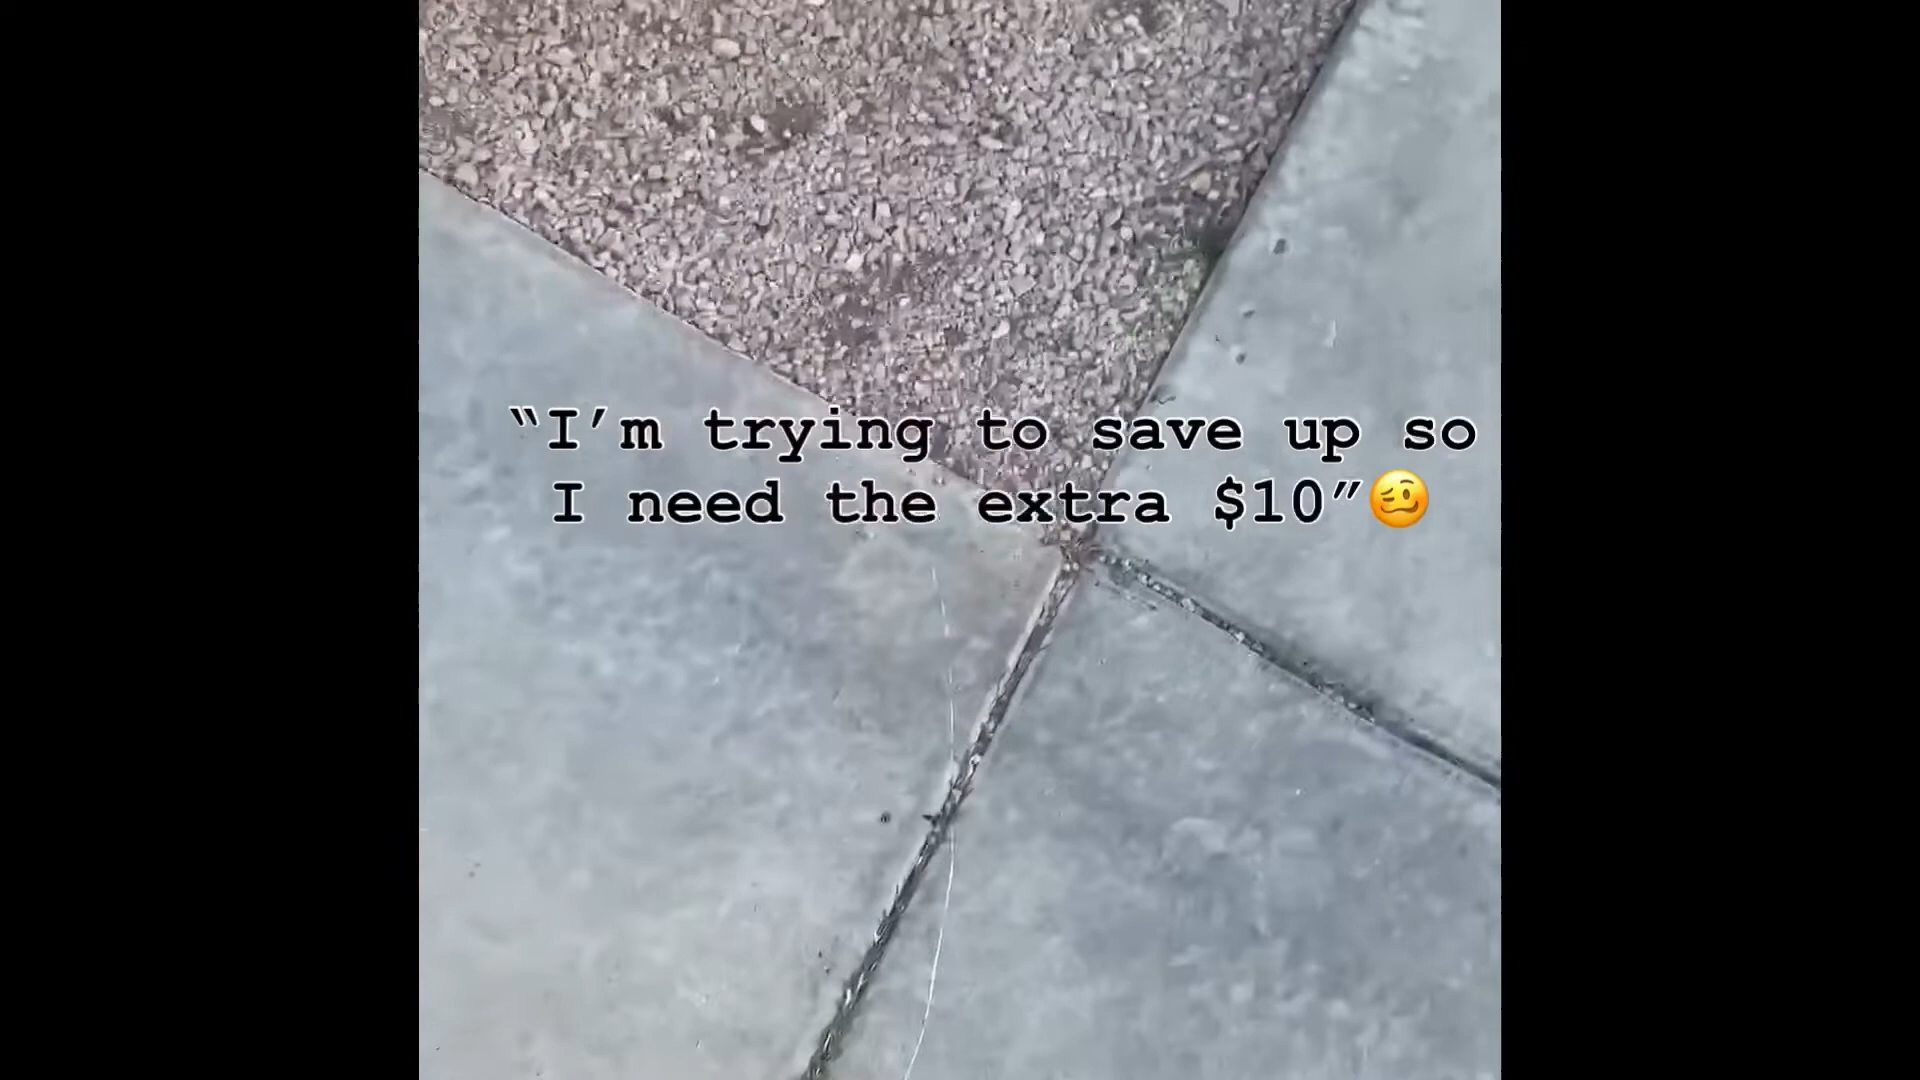 “I’m trying to save up so
I need the extra $10”🥴